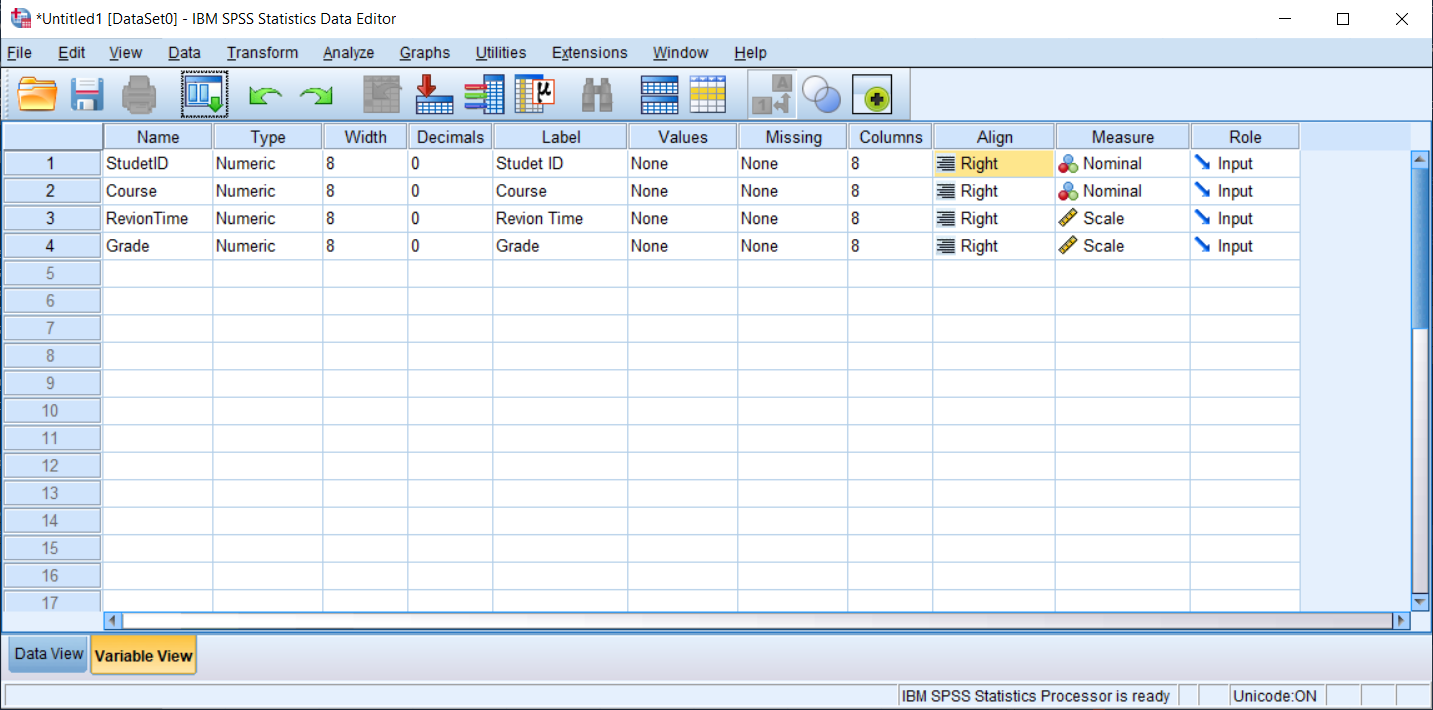 *Untitled1 [DataSet0] - IBM SPSS Statistics Data Editor
File Edit View Data Transform Analyze Graphs Utilities Extensions Window Help
A
1
μ
Name Type Width Decimals Label Values Missing Columns Align Measure Role
1 StudetID Numeric 8 0 Studet ID None None 8 Right Nominal Input
2 Course Numeric 8 0 Course None None 8 Right Nominal Input
3 RevionTime Numeric 8 0 Revion Time None None 8 Right Scale Input
4 Grade Numeric 8 0 Grade None None 8 Right Scale Input
5
6
7
8
9
10
11
12
13
14
15
16
17
Data View Variable View
IBM SPSS Statistics Processor is ready Unicode:ON